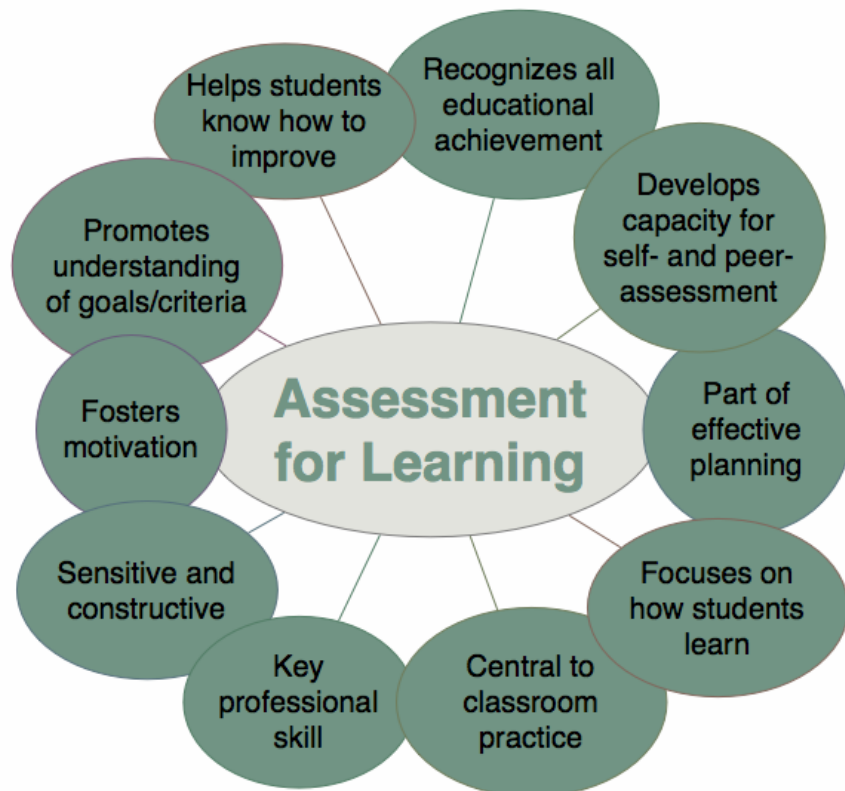 Assessment
for Learning
Recognizes all
educational
achievement
Develops
capacity for
self- and peer-
assessment
Part of
effective
planning
Focuses on
how students
learn
Central to
classroom
practice
Key
professional
skill
Sensitive and
constructive
Fosters
motivation
Promotes
understanding
of goals/criteria
Helps students
know how to
improve